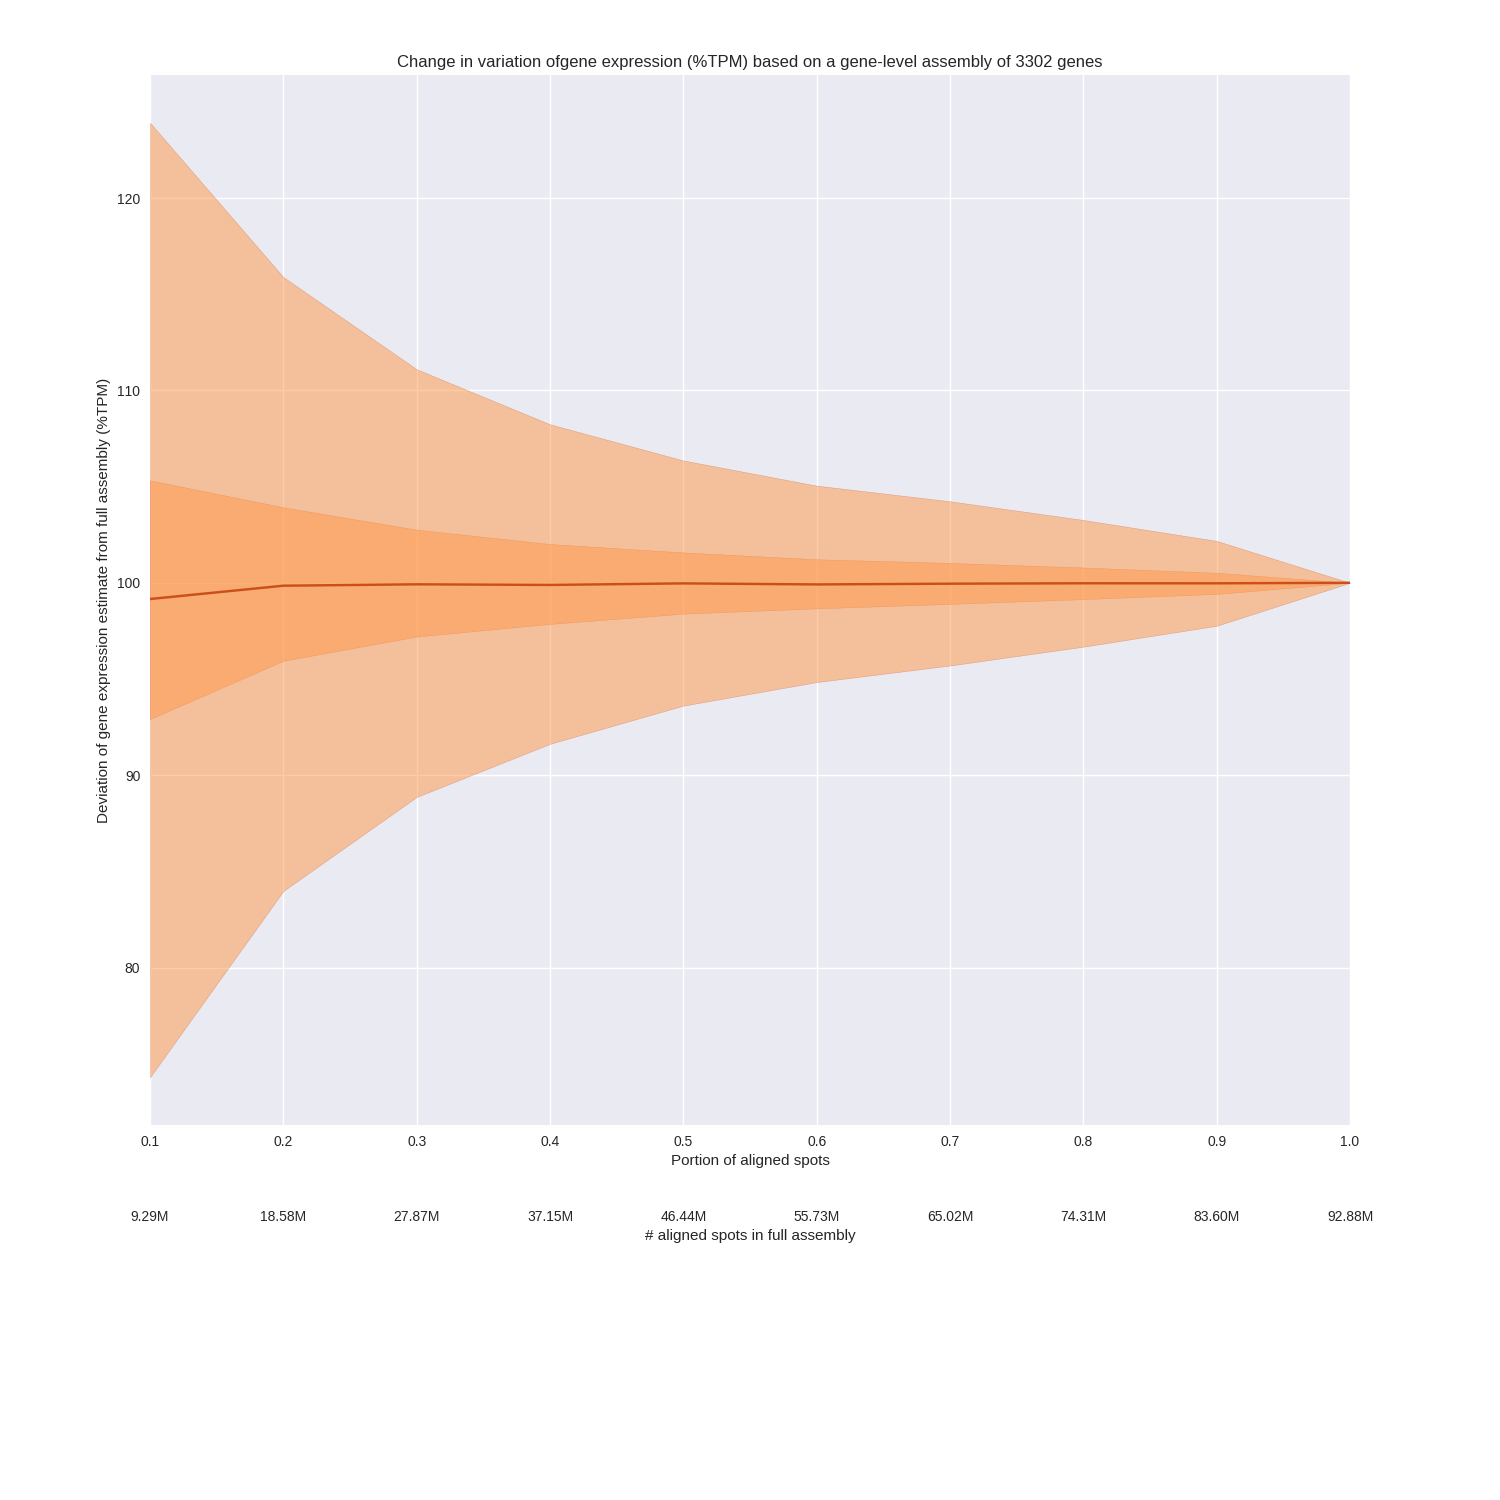 Change in variation ofgene expression (%TPM) based on a gene-level assembly of 3302 genes
Deviation of gene expression estimate from full assembly (%TPM)
120
110
100
90
80
0.1 0.2 0.3 0.4 0.5 0.6 0.7 0.8 0.9 1.0
Portion of aligned spots
9.29M 18.58M 27.87M 37.15M 46.44M 55.73M 65.02M 74.31M 83.60M 92.88M
# aligned spots in full assembly